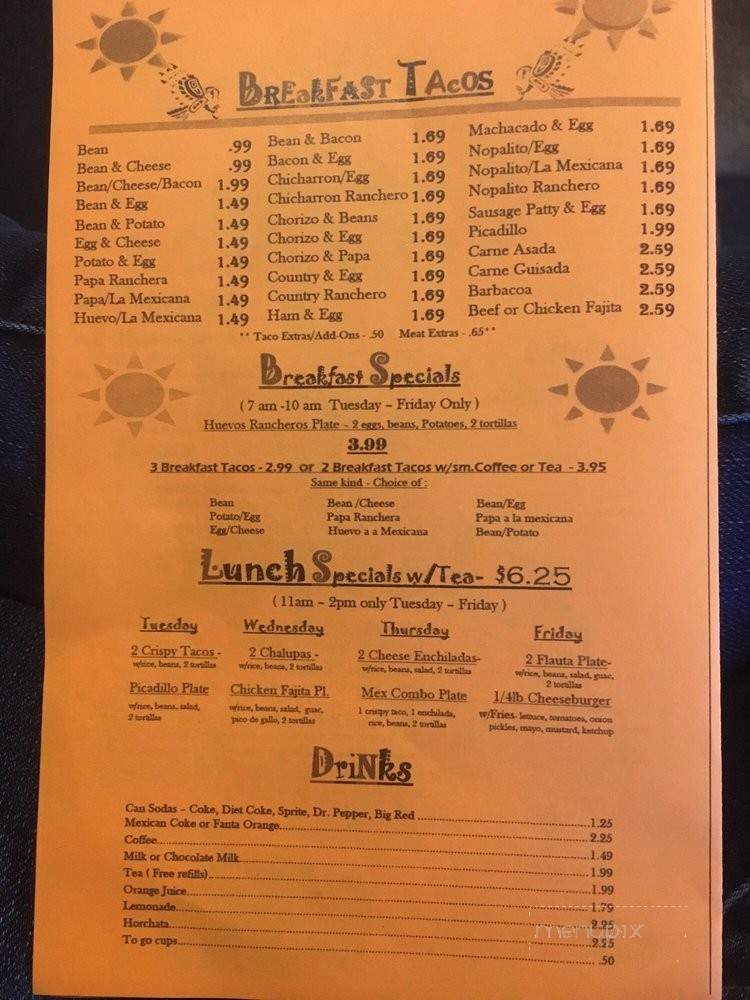 Breakfast Tacos
Bean .99
Bean & Cheese .99
Bean/Cheese/Bacon 1.99
Bean & Egg 1.49
Bean & Potato 1.49
Egg & Cheese 1.49
Potato & Egg 1.49
Papa Ranchera 1.49
Papa/La Mexicana 1.49
Huevo/La Mexicana 1.49
Bean & Bacon 1.69
Bacon & Egg 1.69
Chicharron/Egg 1.69
Chicharron Ranchero 1.69
Chorizo & Beans 1.69
Chorizo & Egg 1.69
Chorizo & Papa 1.69
Country & Egg 1.69
Country Ranchero 1.69
Ham & Egg 1.69
Machacado & Egg 1.69
Nopalito/Egg 1.69
Nopalito/La Mexicana 1.69
Nopalito Ranchero 1.69
Sausage Patty & Egg 1.69
Picadillo 1.99
Carne Asada 2.59
Carne Guisada 2.59
Barbacoa 2.59
Beef or Chicken Fajita 2.59
** Taco Extras/Add-Ons - .50 Meat Extras - .65**
Breakfast Specials
( 7 am -10 am Tuesday – Friday Only )
Huevos Rancheros Plate – 2 eggs, beans, Potatoes, 2 tortillas
3.99
3 Breakfast Tacos - 2.99 or 2 Breakfast Tacos w/sm.Coffee or Tea - 3.95
Same kind - Choice of :
Bean Bean /Cheese Bean/Egg
Potato/Egg Papa Ranchera Papa a la mexicana
Egg/Cheese Huevo a a Mexicana Bean/Potato
Lunch Specials w/Tea- $6.25
( 11am – 2pm only Tuesday – Friday )
Tuesday
2 Crispy Tacos -
w/rice, beans, 2 tortillas
Picadillo Plate
w/rice, beans, salad,
2 tortillas
Wednesday
2 Chalupas -
w/rice, beans, 2 tortillas
Chicken Fajita Pl.
w/rice, beans, salad, guac,
pico de gallo, 2 tortillas
Thursday
2 Cheese Enchiladas-
w/rice, beans, salad, 2 tortillas
Mex Combo Plate
1 crispy taco, 1 enchilada,
rice, beans, 2 tortillas
Friday
2 Flauta Plate-
w/rice, beans, salad, guac,
2 tortillas
1/4lb Cheeseburger
w/Fries- lettuce, tomatoes, onion
pickles, mayo, mustard, ketchup
Drinks
Can Sodas – Coke, Diet Coke, Sprite, Dr. Pepper, Big Red 1.25
Mexican Coke or Fanta Orange 2.25
Coffee 1.49
Milk or Chocolate Milk 1.99
Tea ( Free refills) 1.99
Orange Juice 1.79
Lemonade 2.25
Horchata 2.25
To go cups .50
menupix